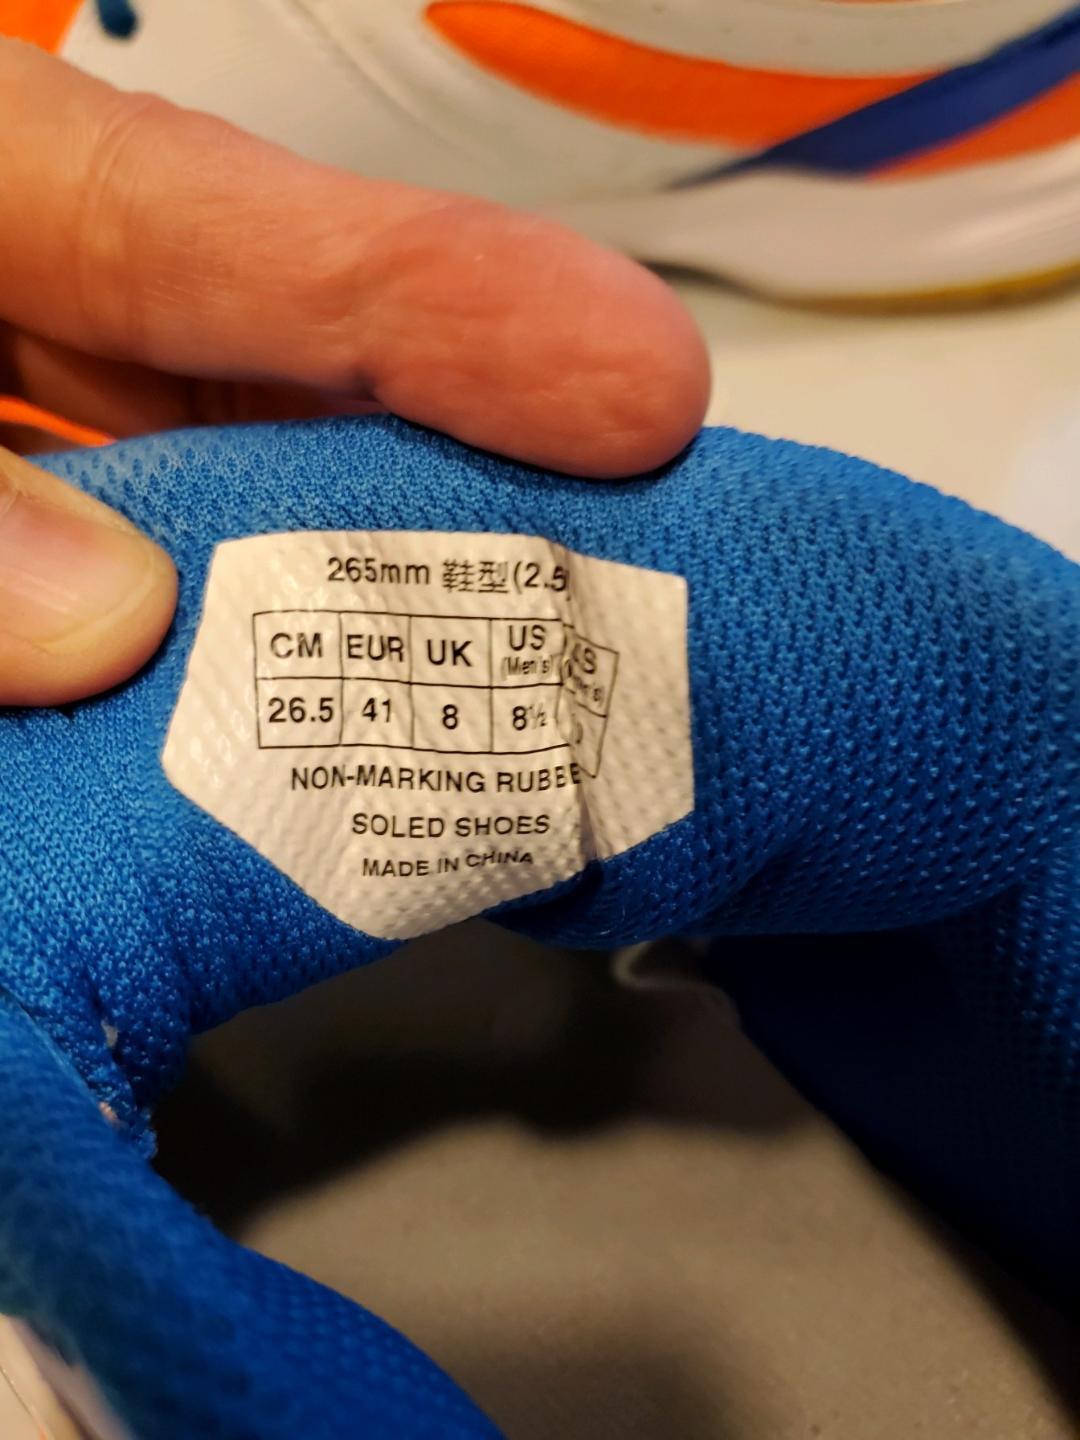 265mm 鞋型(2.5
CM EUR UK US
(Men's)
26.5 41 8 8½
NON-MARKING RUBBE
SOLED SHOES
MADE IN CHINA